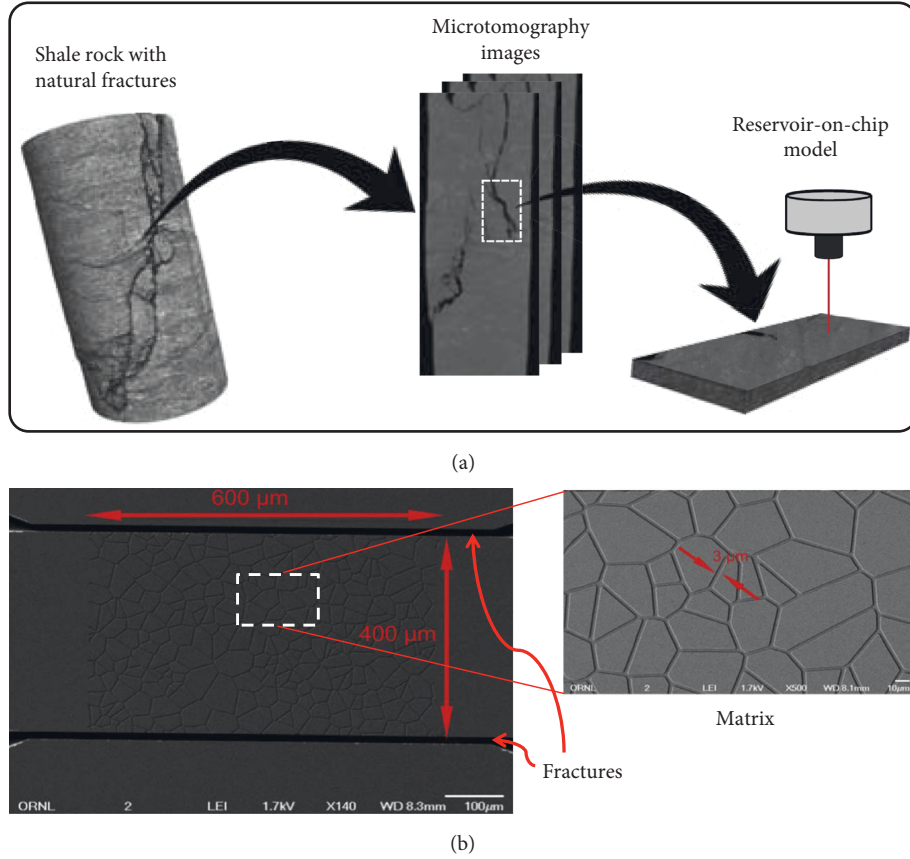 Shale rock with
natural fractures
Microtomography
images
Reservoir-on-chip
model
(a)
600 μm
400 μm
3 μm
ORNL 2 LEI 1.7kV X140 WD 8.3mm 100μm
ORNL 2 LEI 1.7kV X500 WD 8.1mm 10μm
Matrix
Fractures
(b)